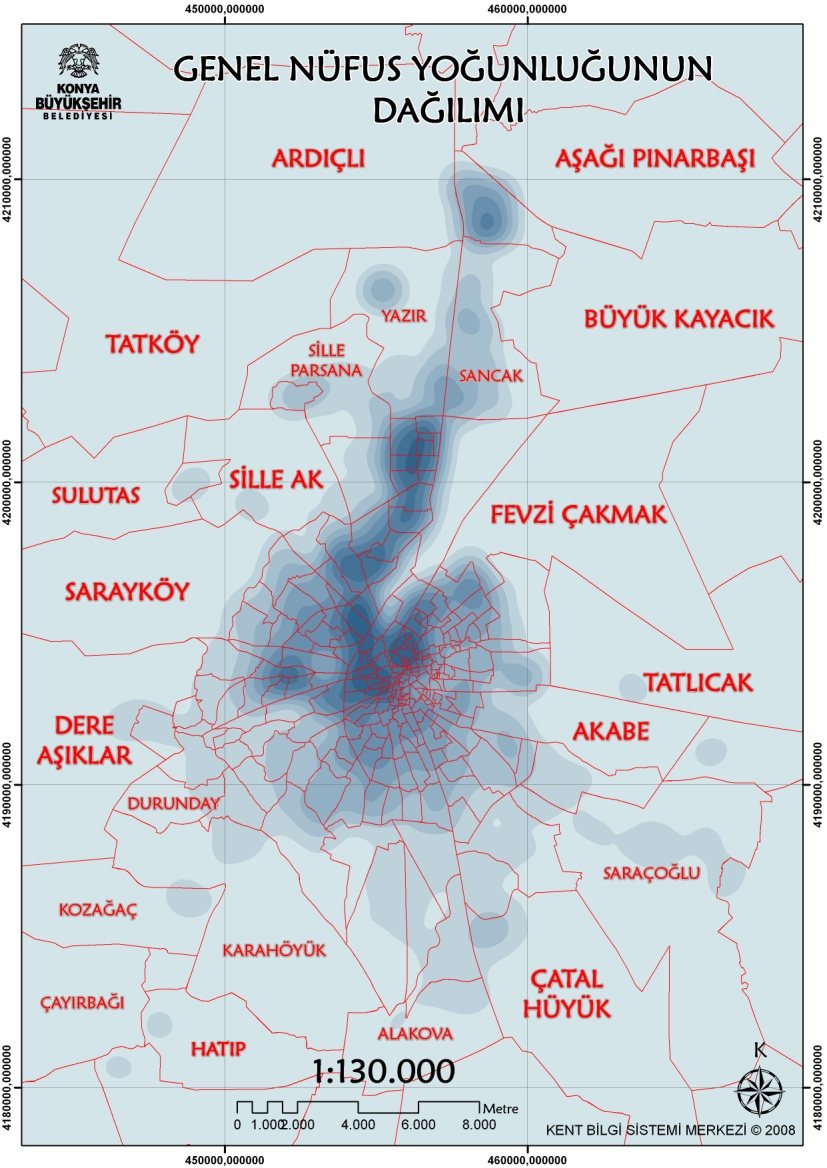 450000,000000 460000,000000
KONYA
BÜYÜKŞEHİR
BELEDİYESİ
GENEL NÜFUS YOĞUNLUĞUNUN
DAĞILIMI
4210000,000000 4210000,000000
ARDIÇLI
AŞAĞI PINARBAŞI
YAZIR
BÜYÜK KAYACIK
TATKÖY
SİLLE
PARSANA
SANCAK
4200000,000000 4200000,000000
SULUTAS
SİLLE AK
FEVZİ ÇAKMAK
SARAYKÖY
TATLICAK
DERE
AŞIKLAR
AKABE
4190000,000000 4190000,000000
DURUNDAY
SARAÇOĞLU
KOZAĞAÇ
KARAHÖYÜK
ÇATAL
HÜYÜK
ÇAYIRBAĞI
HATIP
ALAKOVA
K
1:130.000
4180000,000000 4180000,000000
Metre
0 1.000 2.000 4.000 6.000 8.000
KENT BİLGİ SİSTEMİ MERKEZİ © 2008
450000,000000 460000,000000